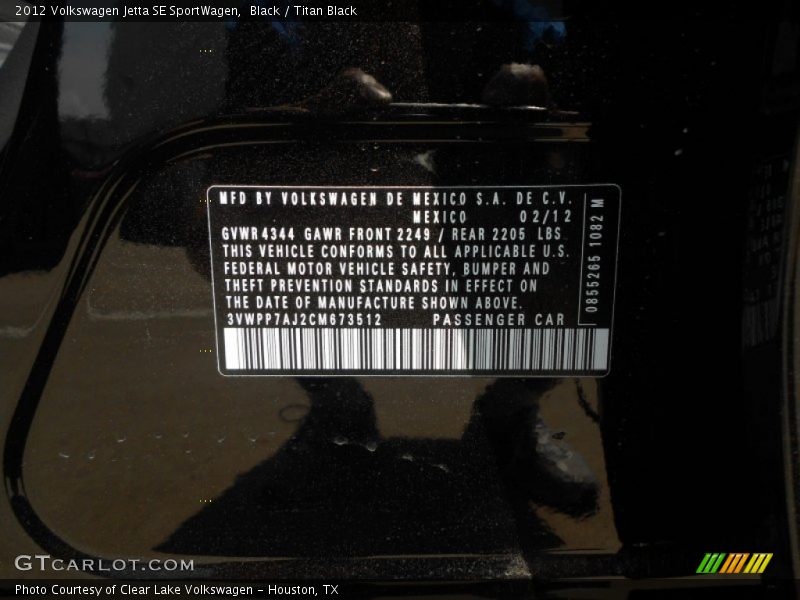 2012 Volkswagen Jetta SE SportWagen, Black / Titan Black
MFD BY VOLKSWAGEN DE MEXICO S.A. DE C.V.
MEXICO 02/12
GVWR 4344 GAWR FRONT 2249 / REAR 2205 LBS.
THIS VEHICLE CONFORMS TO ALL APPLICABLE U.S.
FEDERAL MOTOR VEHICLE SAFETY, BUMPER AND
THEFT PREVENTION STANDARDS IN EFFECT ON
THE DATE OF MANUFACTURE SHOWN ABOVE.
3VWPP7AJ2CM673512 PASSENGER CAR
0855265 1082 M
GTCARLOT.COM
Photo Courtesy of Clear Lake Volkswagen - Houston, TX